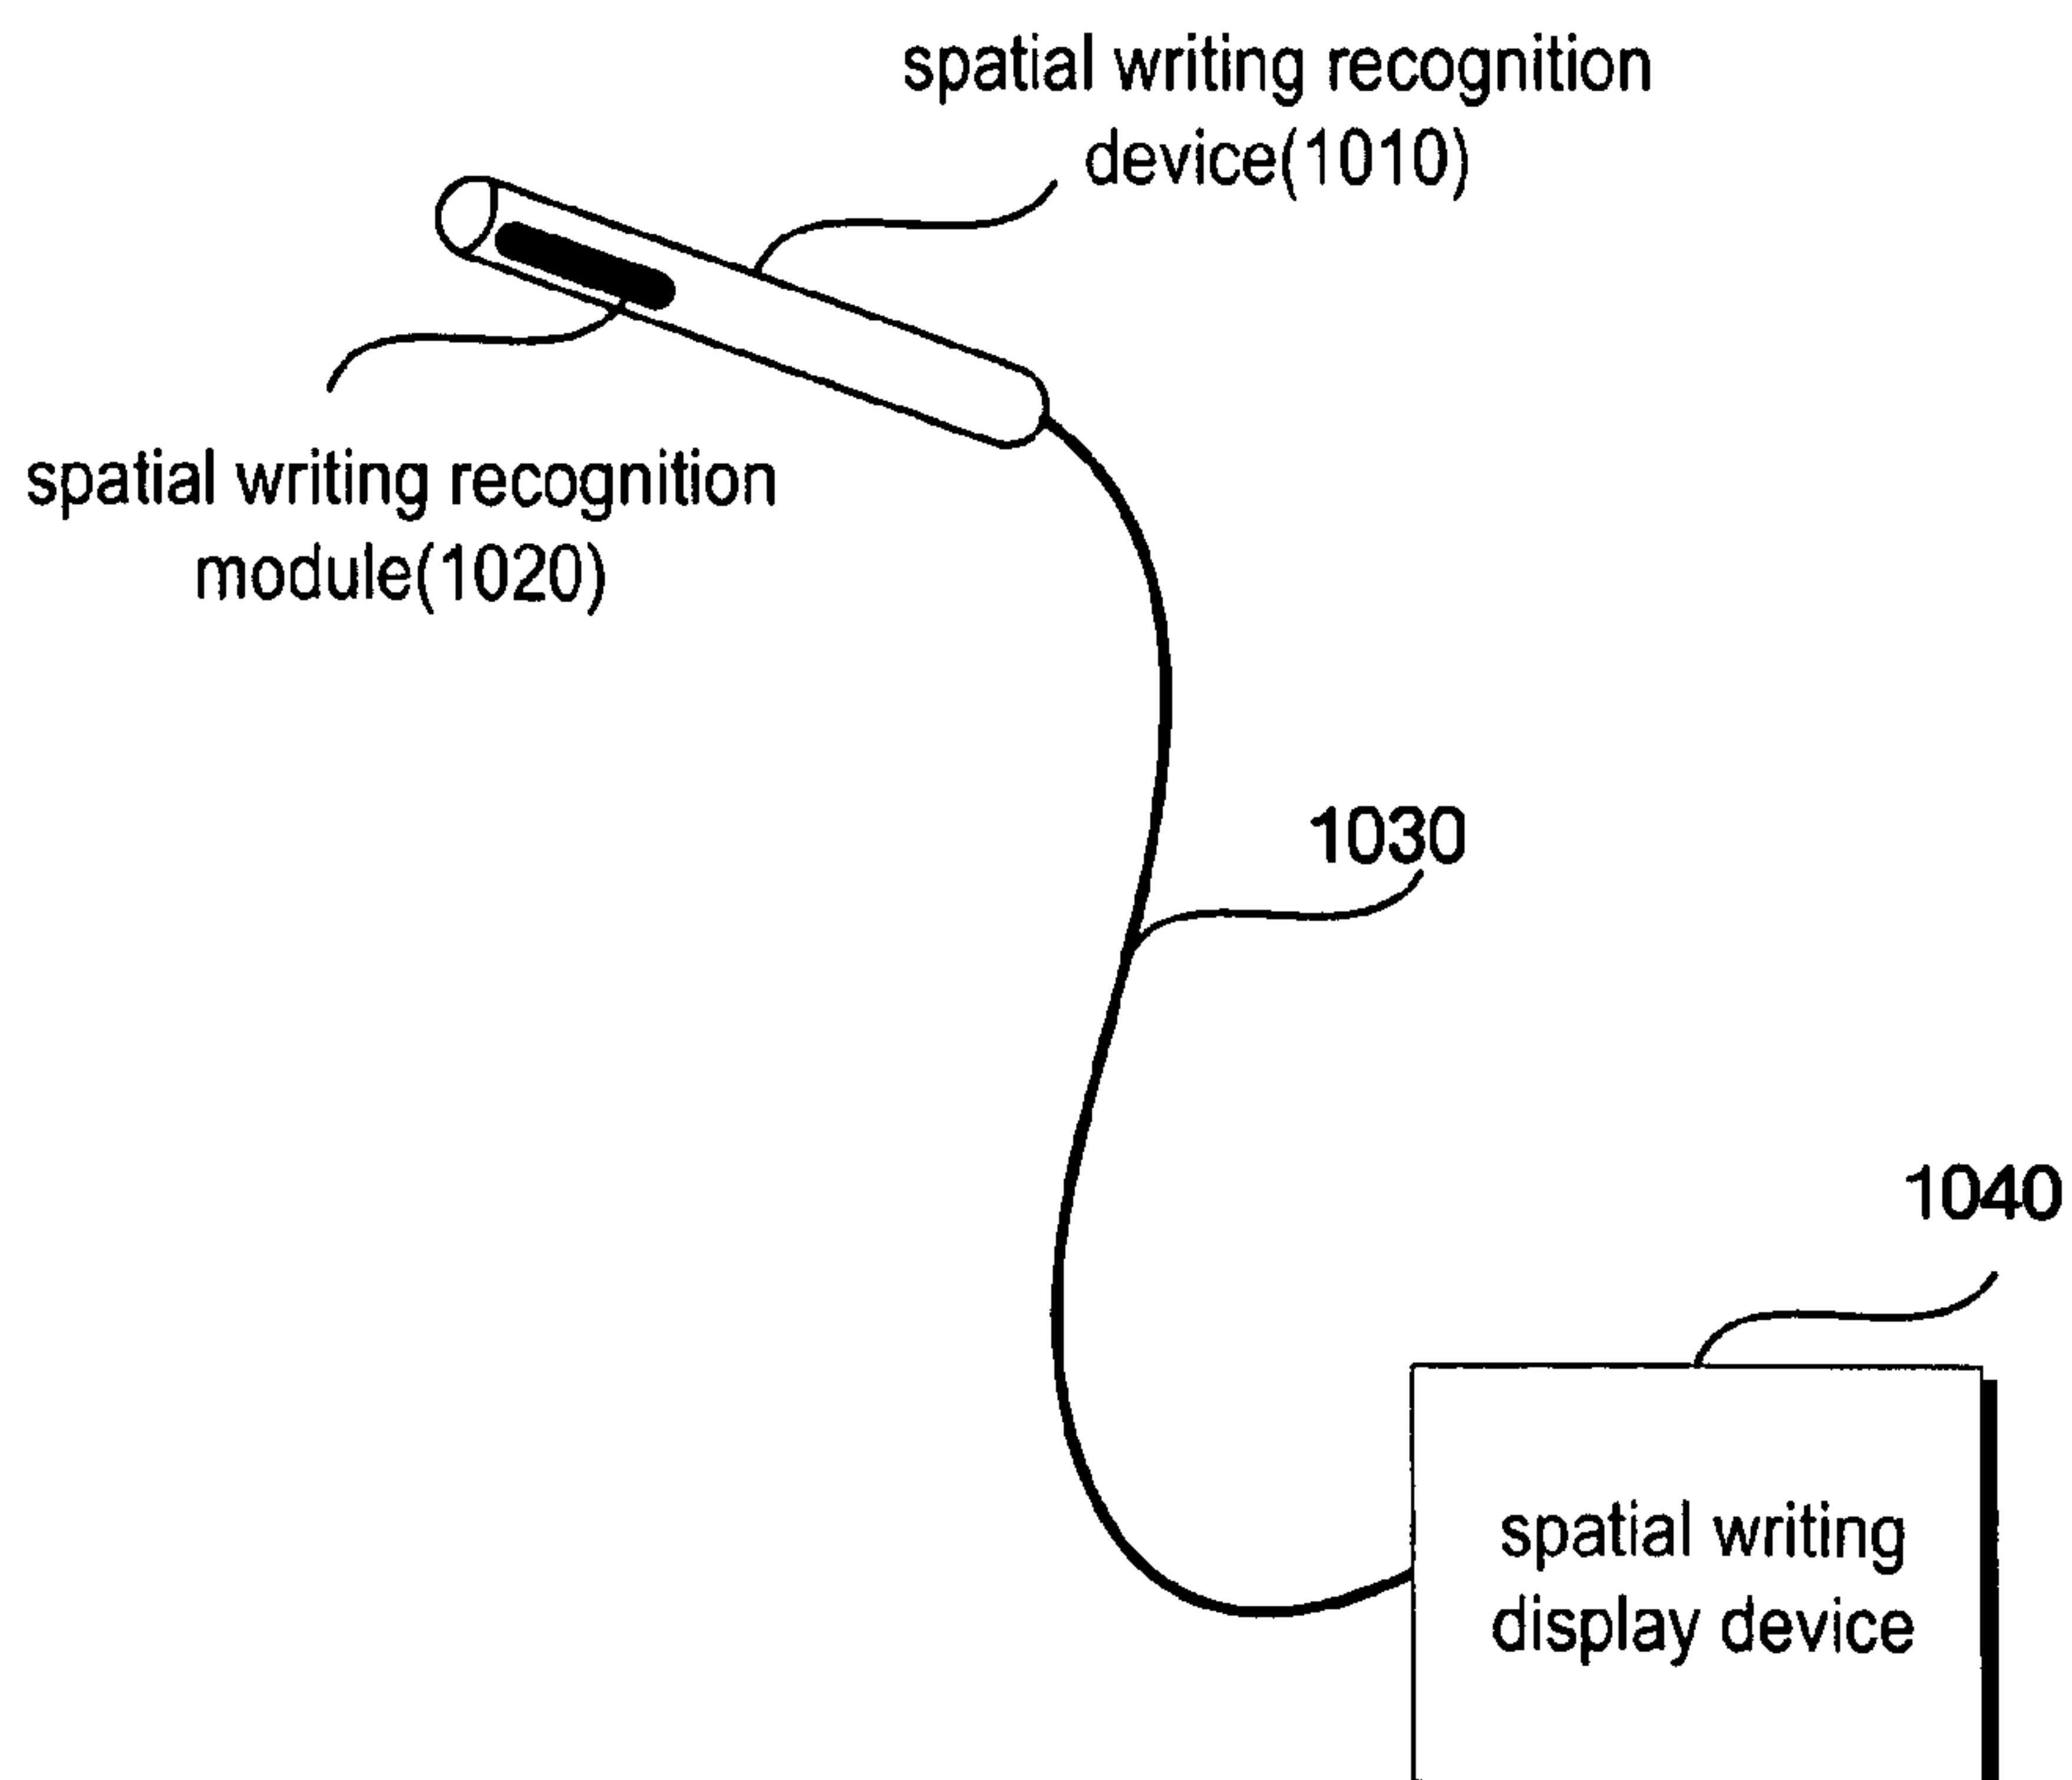 spatial writing recognition
device(1010)
spatial writing recognition
module(1020)
1030
1040
spatial writing
display device